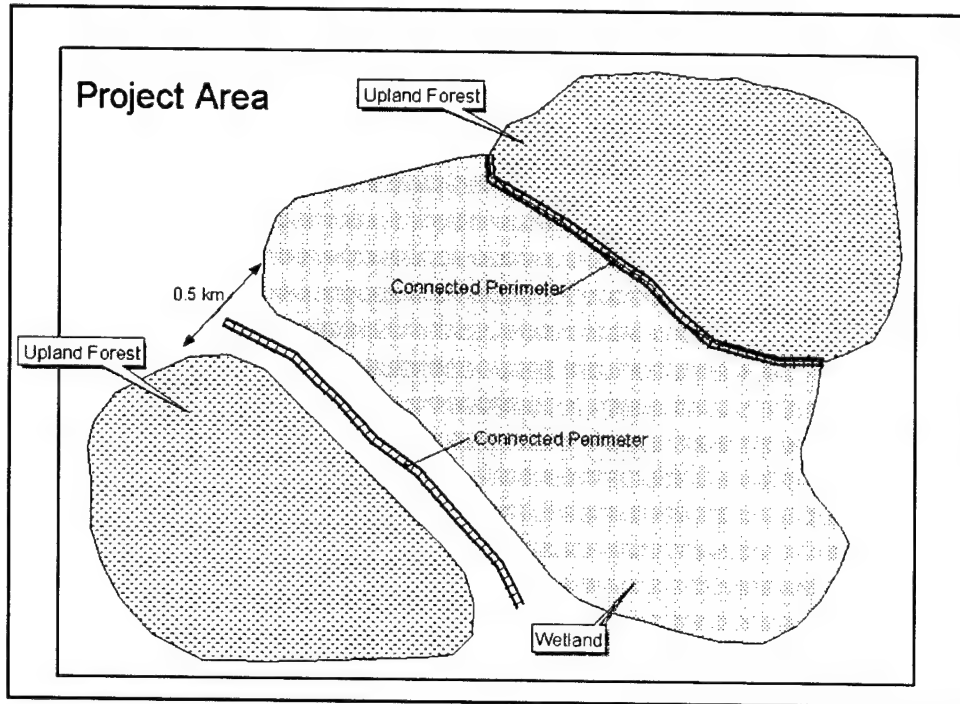 Project Area
Upland Forest
Connected Perimeter
0.5 km
Upland Forest
Connected Perimeter
Wetland